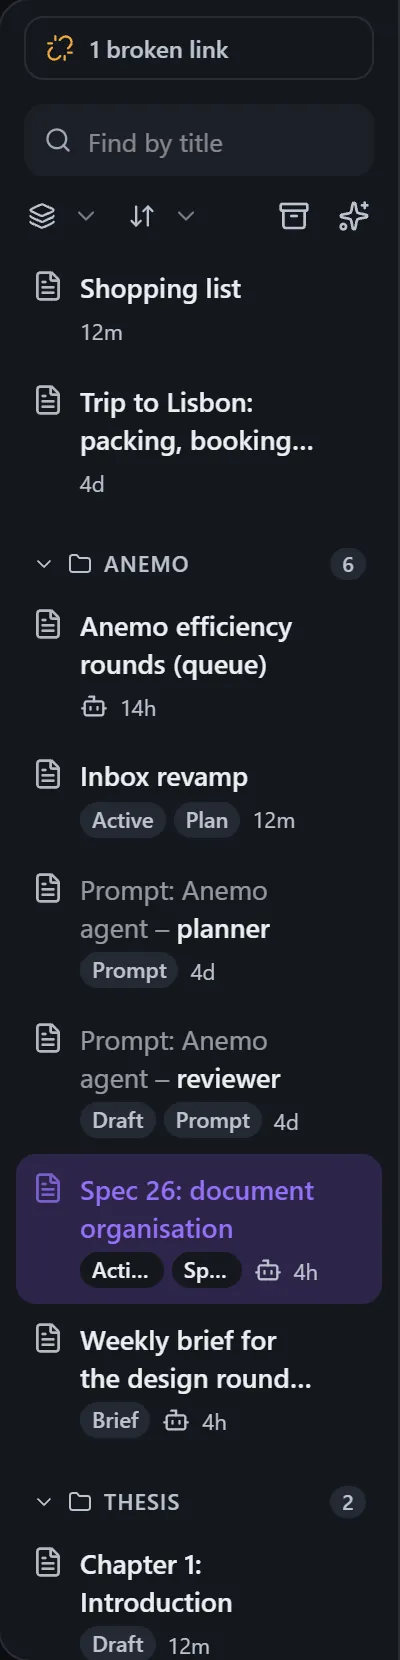 1 broken link
Find by title
Shopping list
12m
Trip to Lisbon:
packing, booking...
4d
ANEMO 6
Anemo efficiency
rounds (queue)
14h
Inbox revamp
Active Plan 12m
Prompt: Anemo
agent – planner
Prompt 4d
Prompt: Anemo
agent – reviewer
Draft Prompt 4d
Spec 26: document
organisation
Acti... Sp... 4h
Weekly brief for
the design round...
Brief 4h
THESIS 2
Chapter 1:
Introduction
Draft 12m